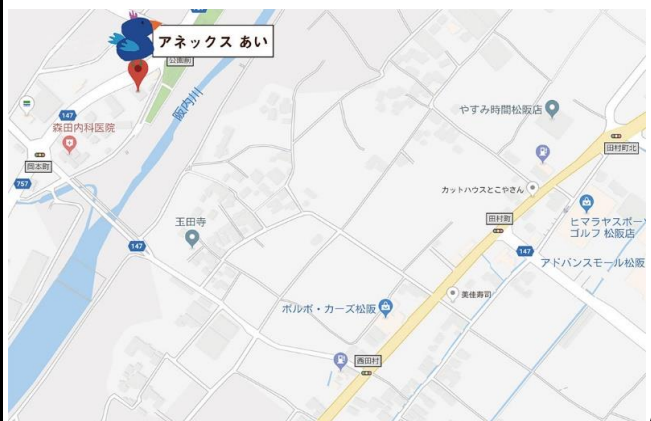 アネックス あい
公園前
阪内川
147
森田内科医院
岡本町
757
やすみ時間松阪店
田村町北
カットハウスとこやさん
玉田寺
田村町
ヒマラヤスポー
ゴルフ 松阪店
147
147
アドバンスモール松阪
美佳寿司
ボルボ・カーズ松阪
西田村